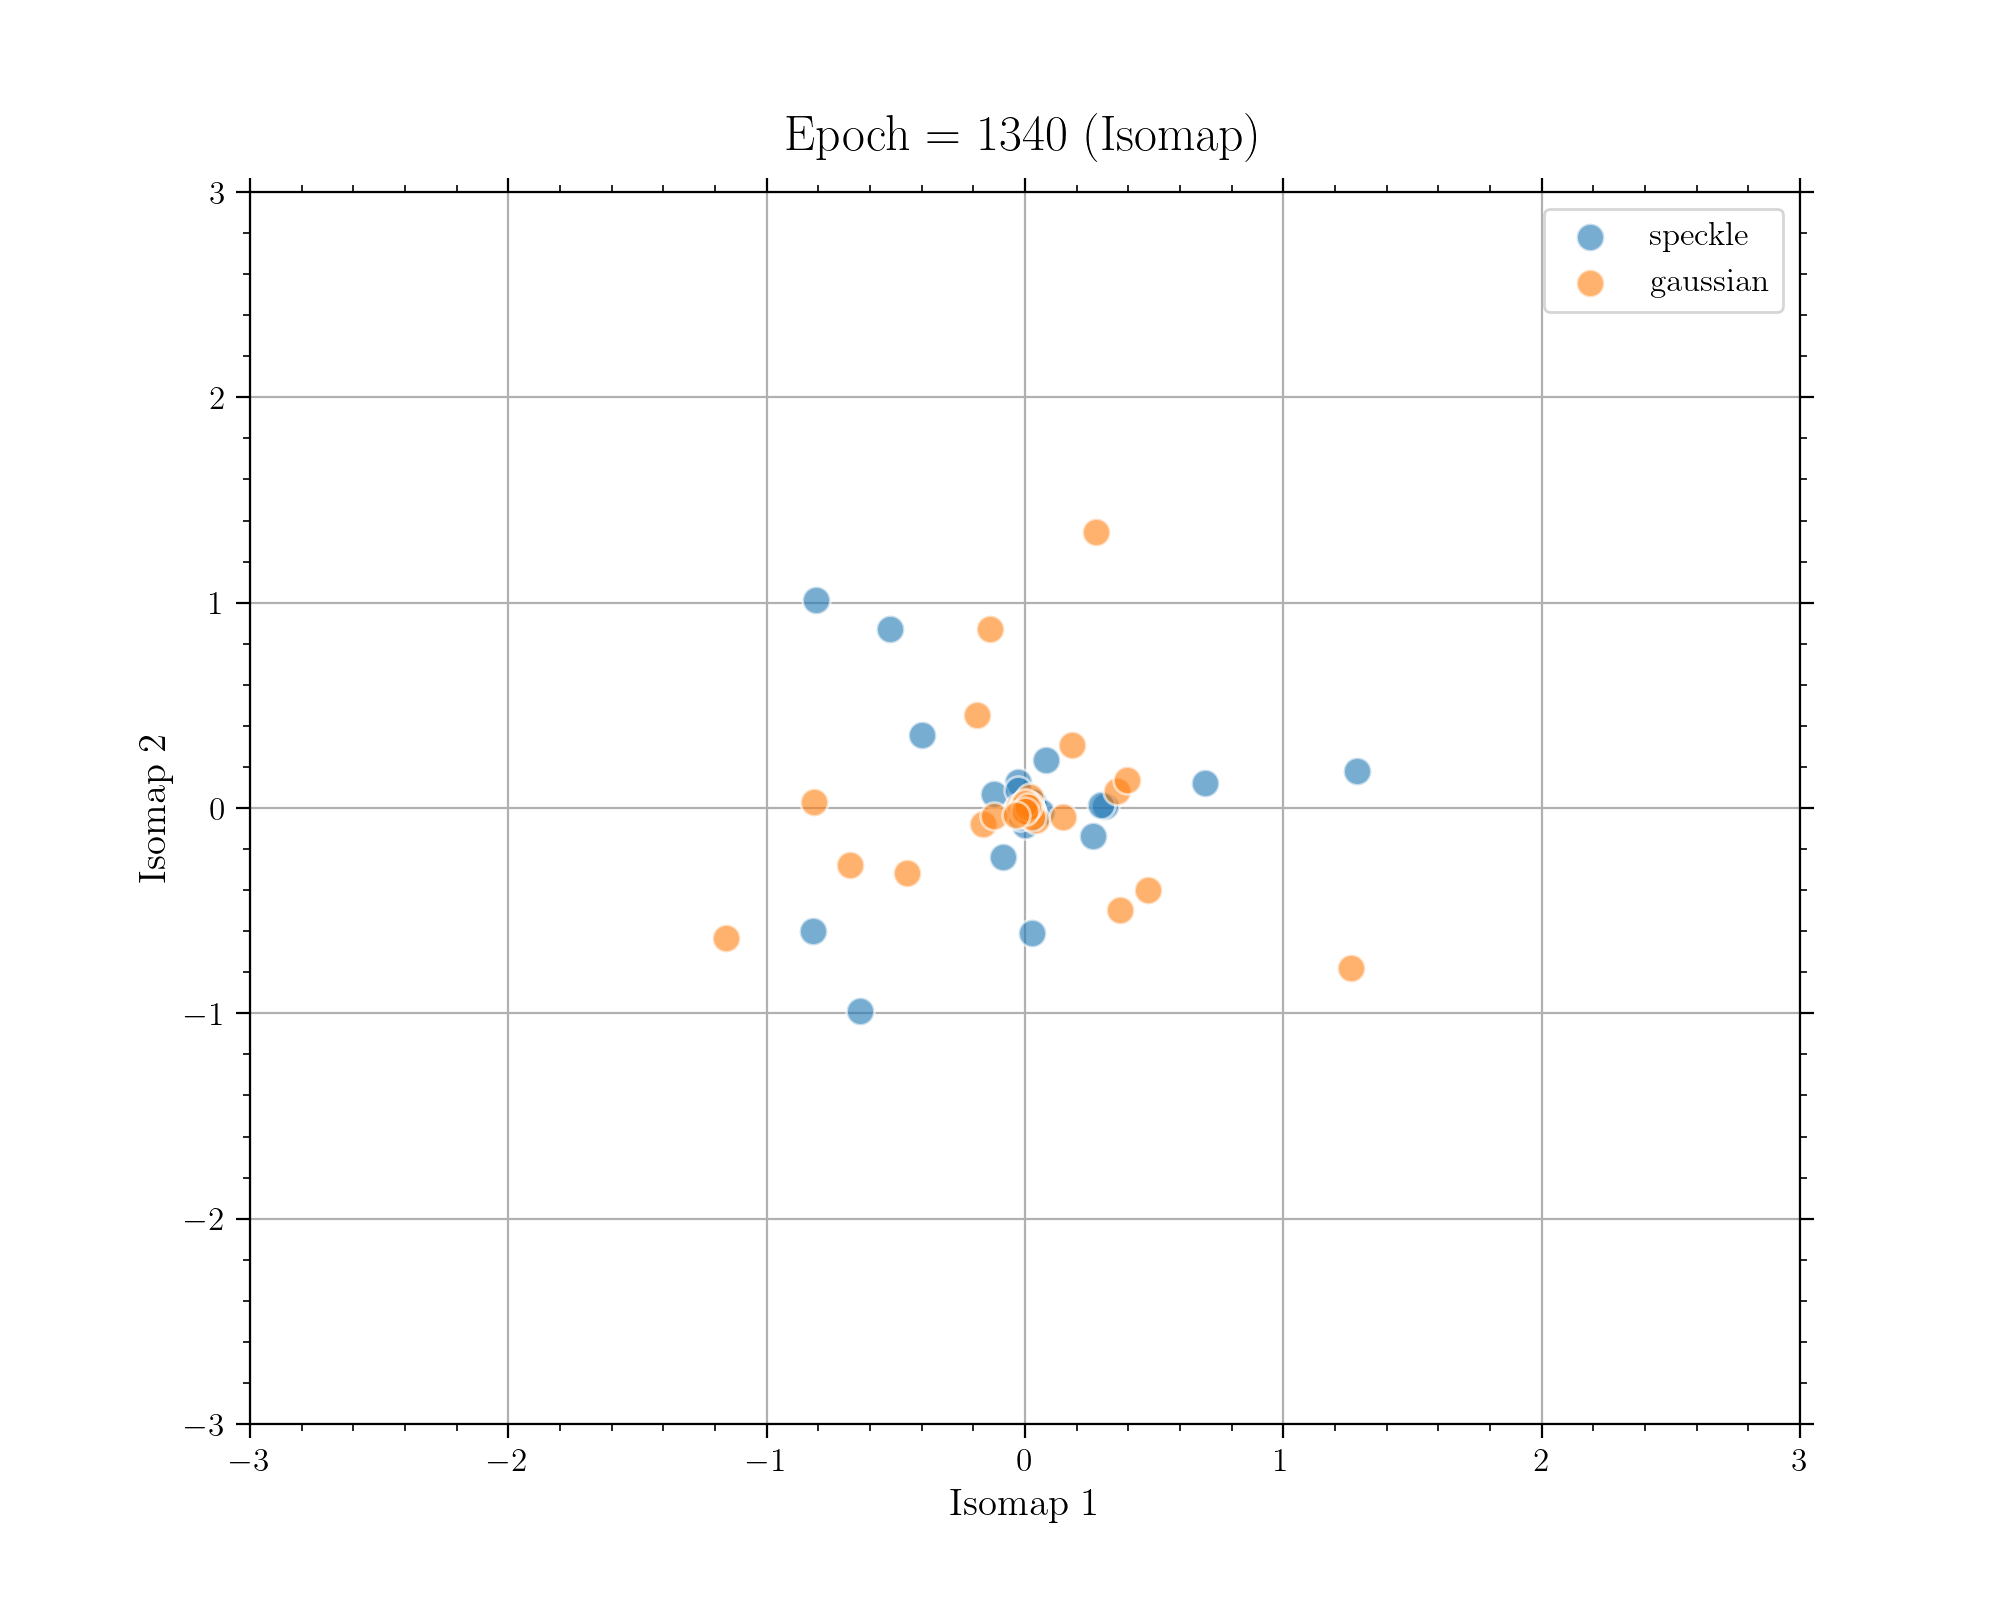 Epoch = 1340 (Isomap)
speckle
gaussian
3
2
1
0
−1
−2
−3
Isomap 2
−3
−2
−1
0
1
2
3
Isomap 1